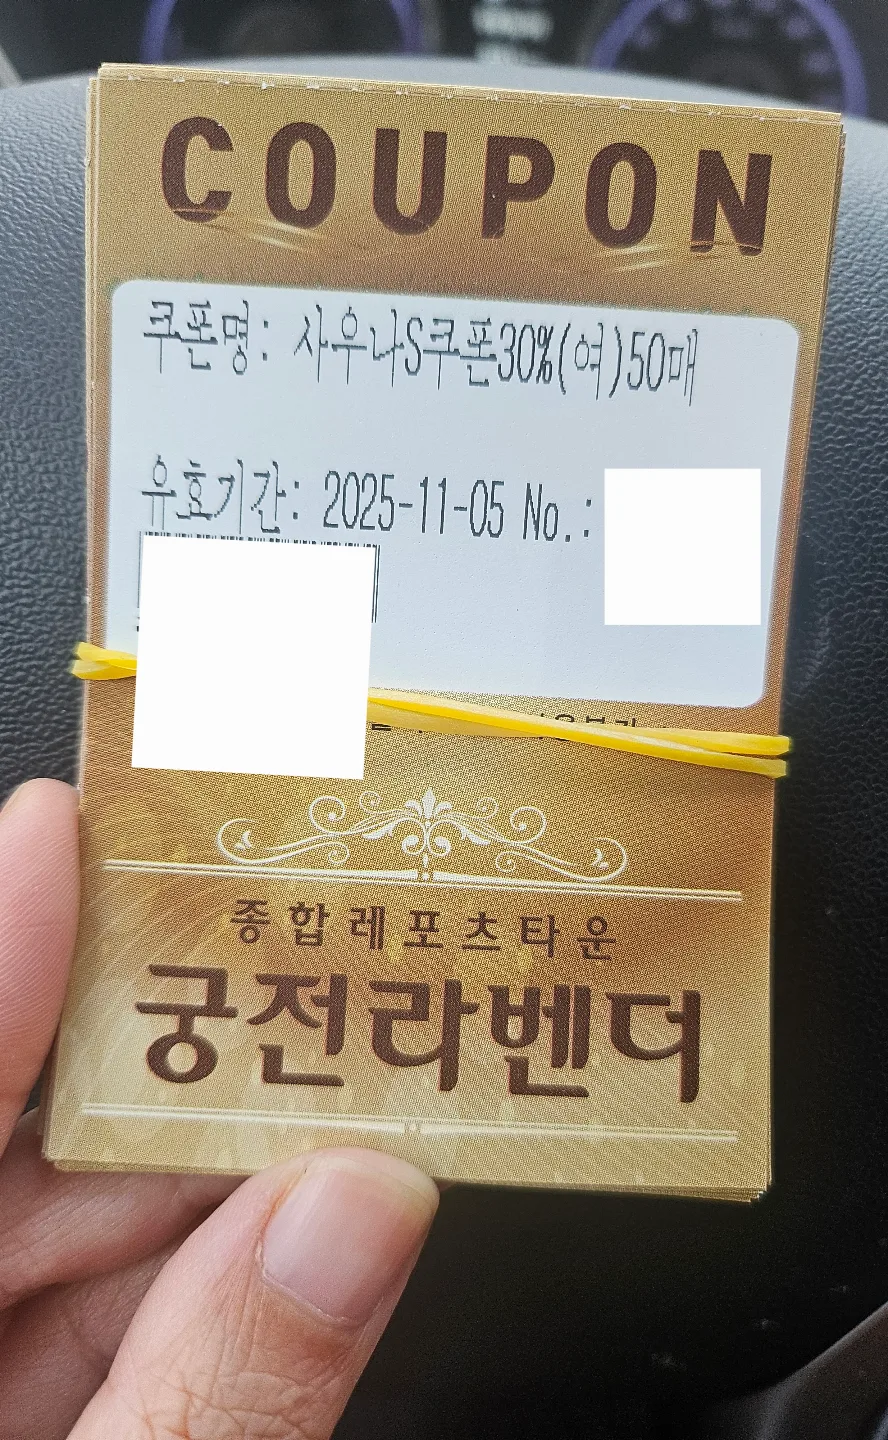 COUPON
쿠폰명: 사우나S쿠폰30%(여)50매
유효기간: 2025-11-05 No.:
종합레포츠타운
궁전라벤더